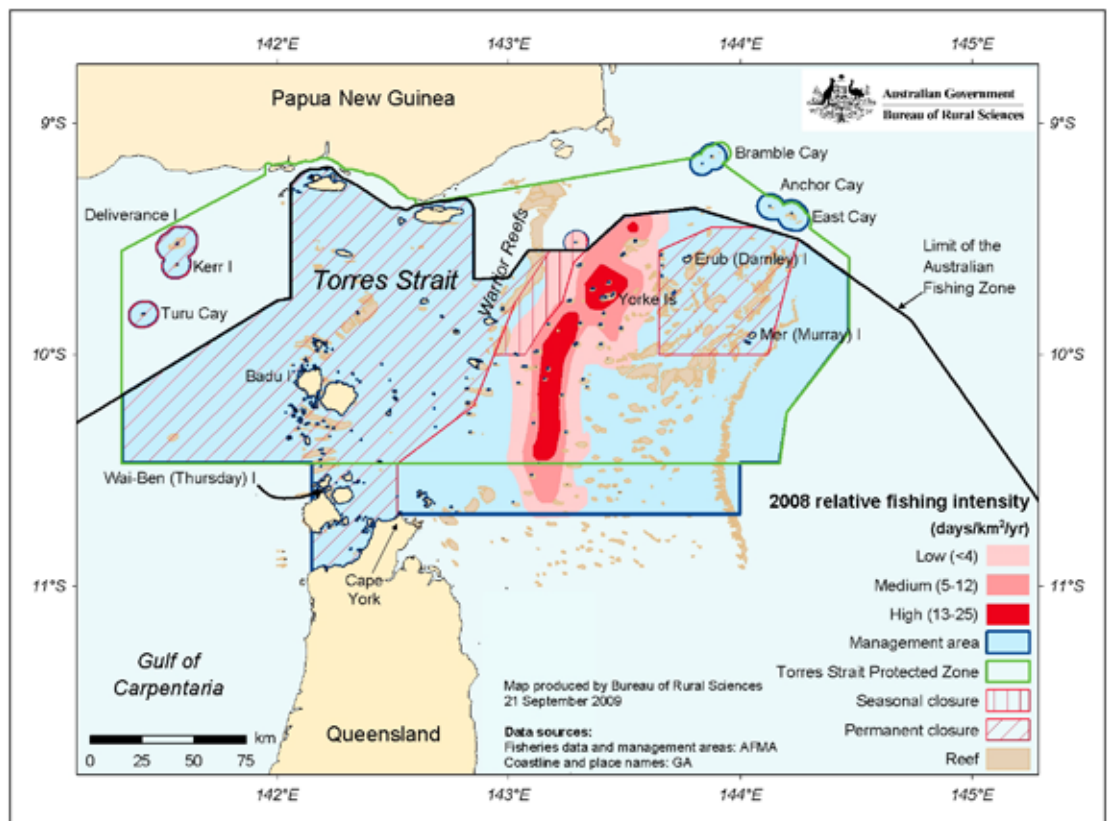 142°E 143°E 144°E 145°E
Papua New Guinea
Australian Government
Bureau of Rural Sciences
9°S 9°S
Bramble Cay
Anchor Cay
Deliverance I
East Cay
Warrior Reefs
Kerr I
Torres Strait
Erub (Darnley) I
Limit of the
Australian
Fishing Zone
Turu Cay
Yorke Is
Mer (Murray) I
10°S 10°S
Badu I
Wai-Ben (Thursday) I
2008 relative fishing intensity
(days/km²/yr)
Low (<4)
Medium (5-12)
High (13-25)
Management area
Torres Strait Protected Zone
Seasonal closure
Permanent closure
Reef
Cape
York
11°S
Gulf of
Carpentaria
Map produced by Bureau of Rural Sciences
21 September 2009
Data sources:
Fisheries data and management areas: AFMA
Coastline and place names: GA
Queensland
km
0 25 50 75
142°E 143°E 144°E 145°E